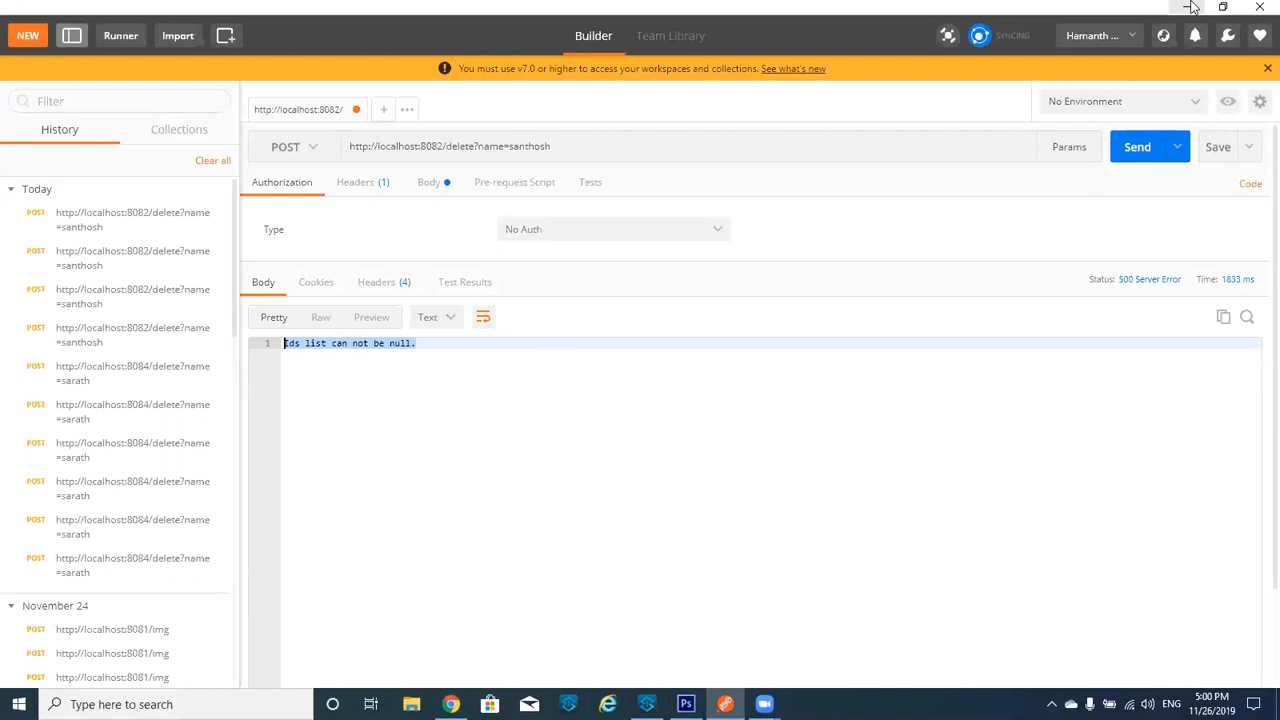 NEW
Runner
Import
Builder
Team Library
SYNCING
Hamanth
You must use v7.0 or higher to access your workspaces and collections. See what's new
Filter
History
Collections
Clear all
Today
POST http://localhost:8082/delete?name
=santhosh
POST http://localhost:8082/delete?name
=santhosh
POST http://localhost:8082/delete?name
=santhosh
POST http://localhost:8082/delete?name
=santhosh
POST http://localhost:8084/delete?name
=sarath
POST http://localhost:8084/delete?name
=sarath
POST http://localhost:8084/delete?name
=sarath
POST http://localhost:8084/delete?name
=sarath
POST http://localhost:8084/delete?name
=sarath
POST http://localhost:8084/delete?name
=sarath
November 24
POST http://localhost:8081/img
POST http://localhost:8081/img
POST http://localhost:8081/img
http://localhost:8082/
No Environment
POST
http://localhost:8082/delete?name=santhosh
Params
Send
Save
Authorization
Headers (1)
Body
Pre-request Script
Tests
Code
Type
No Auth
Body
Cookies
Headers (4)
Test Results
Status: 500 Server Error
Time: 1833 ms
Pretty
Raw
Preview
Text
1 Ids list can not be null.
Type here to search
Ps
5:00 PM
11/26/2019